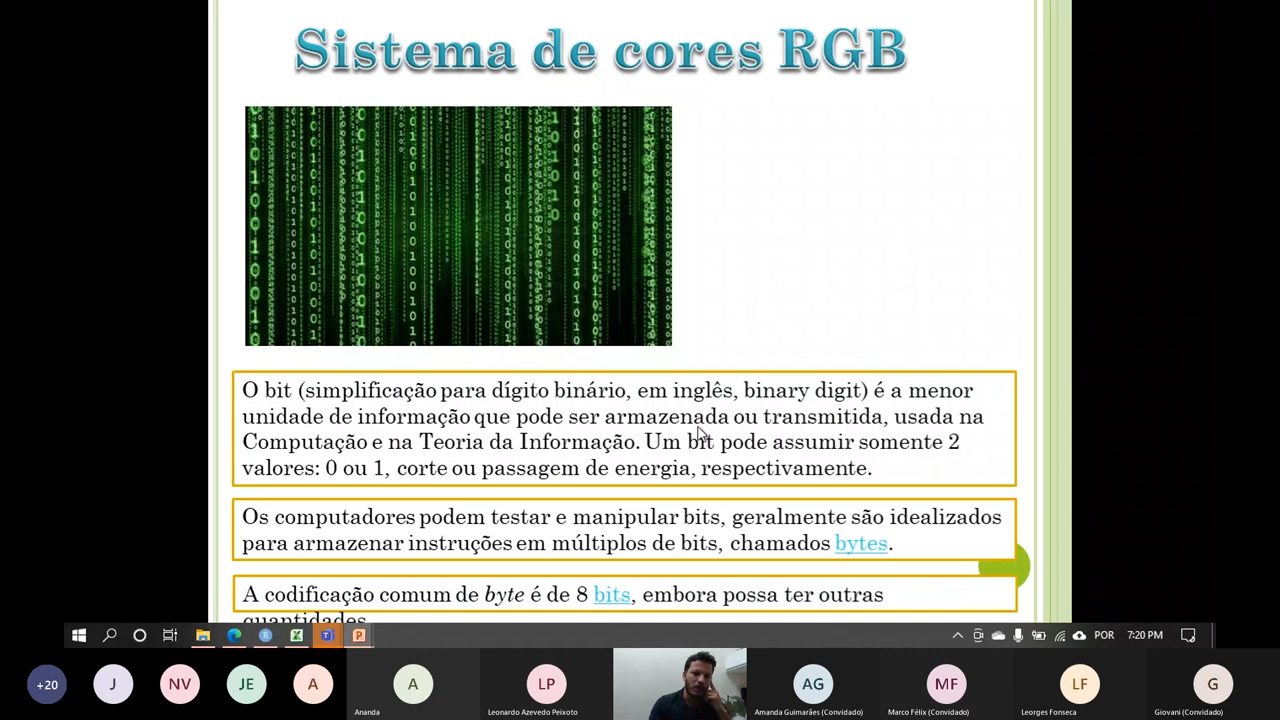 Sistema de cores RGB
O bit (simplificação para dígito binário, em inglês, binary digit) é a menor
unidade de informação que pode ser armazenada ou transmitida, usada na
Computação e na Teoria da Informação. Um bit pode assumir somente 2
valores: 0 ou 1, corte ou passagem de energia, respectivamente.
Os computadores podem testar e manipular bits, geralmente são idealizados
para armazenar instruções em múltiplos de bits, chamados bytes.
A codificação comum de byte é de 8 bits, embora possa ter outras
quantidades
POR
7:20 PM
+20
J
NV
JE
A
A
LP
AG
MF
LF
G
Ananda
Leonardo Azevedo Peixoto
Amanda Guimarães (Convidado)
Marco Félix (Convidado)
Leorges Fonseca
Giovani (Convidado)